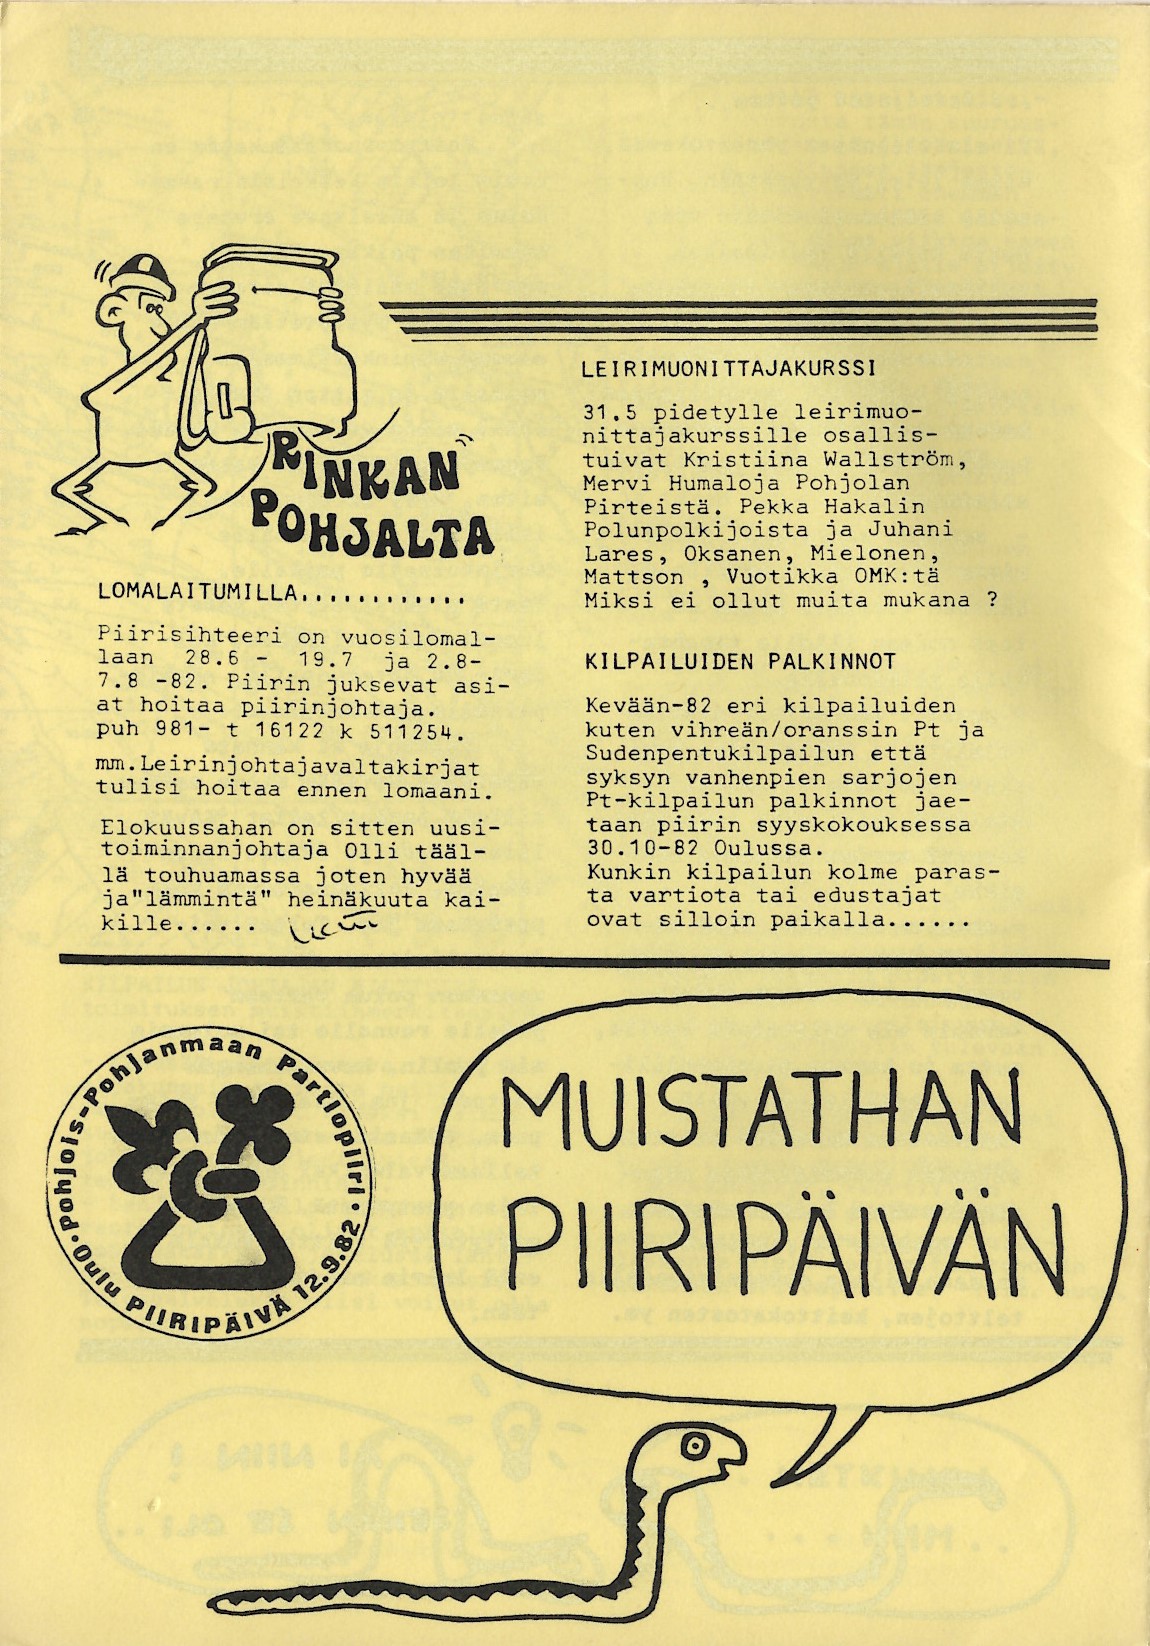 RINKAN
POHJALTA
LOMALAITUMILLA............
Piirisihteeri on vuosilomal-
laan 28.6 - 19.7 ja 2.8-
7.8 -82. Piirin juksevat asi-
at hoitaa piirinjohtaja.
puh 981- t 16122 k 511254.
mm.Leirinjohtajavaltakirjat
tulisi hoitaa ennen lomaani.
Elokuussahan on sitten uusi-
toiminnanjohtaja Olli tääl-
lä touhuamassa joten hyvää
ja"lämmintä" heinäkuuta kai-
kille......
LEIRIMUONITTAJAKURSSI
31.5 pidetylle leirimuo-
nittajakurssille osallis-
tuivat Kristiina Wallström,
Mervi Humaloja Pohjolan
Pirteistä. Pekka Hakalin
Polunpolkijoista ja Juhani
Lares, Oksanen, Mielonen,
Mattson , Vuotikka OMK:tä
Miksi ei ollut muita mukana ?
KILPAILUIDEN PALKINNOT
Kevään-82 eri kilpailuiden
kuten vihreän/oranssin Pt ja
Sudenpentukilpailun että
syksyn vanhenpien sarjojen
Pt-kilpailun palkinnot jae-
taan piirin syyskokouksessa
30.10-82 Oulussa.
Kunkin kilpailun kolme paras-
ta vartiota tai edustajat
ovat silloin paikalla......
Pohjois-Pohjanmaan Partiopiiri
• Oulu PIIRIPÄIVÄ 12.9.82 •
MUISTATHAN
PIIRIPÄIVÄN